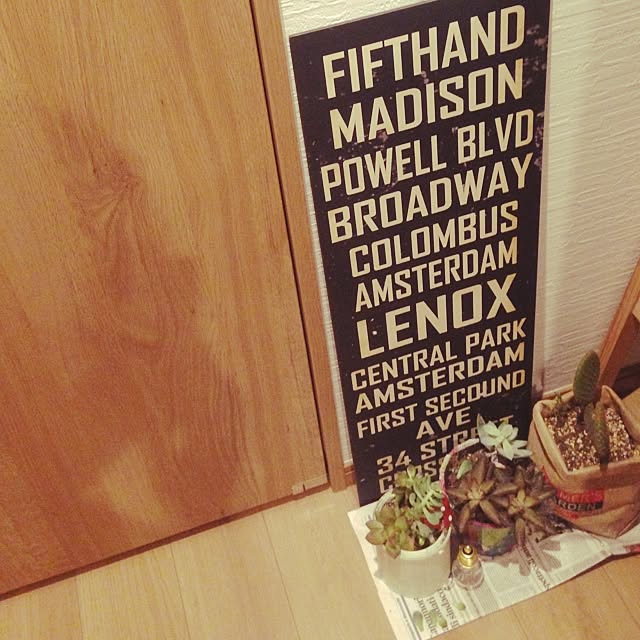 FIFTHAND
MADISON
POWELL BLVD
BROADWAY
COLOMBUS
AMSTERDAM
LENOX
CENTRAL PARK
AMSTERDAM
FIRST SECOUND
AVE
34